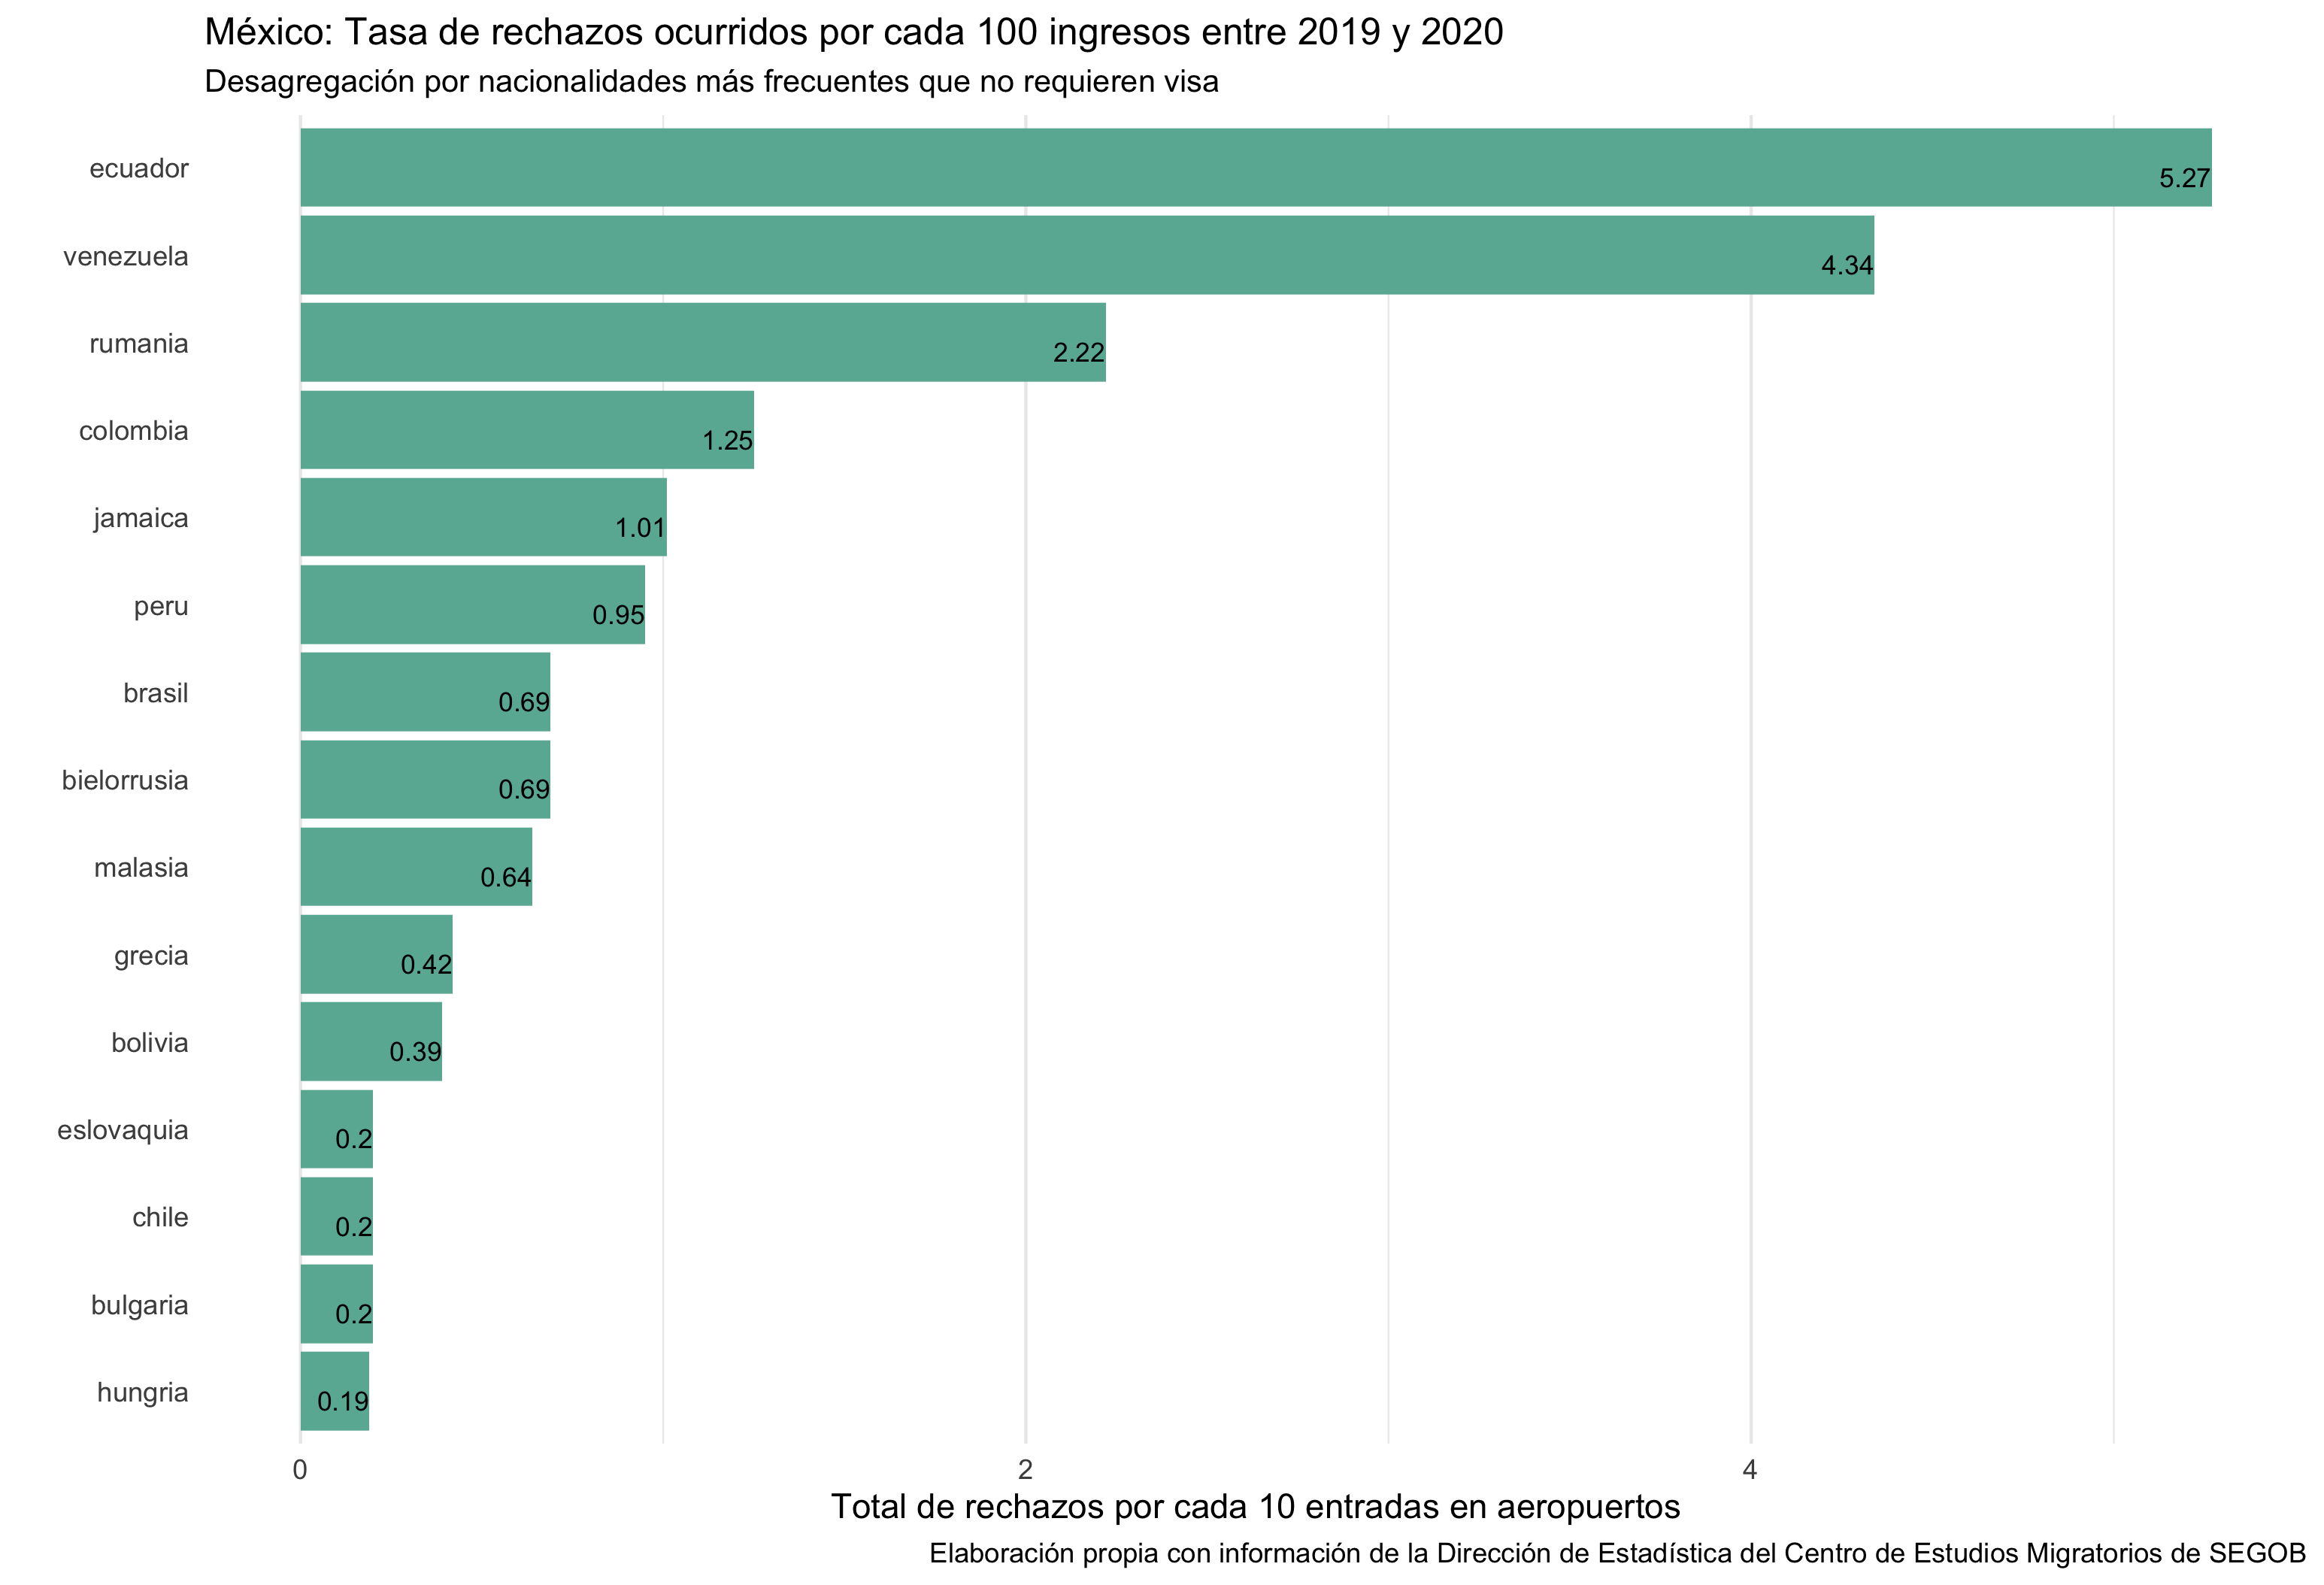 México: Tasa de rechazos ocurridos por cada 100 ingresos entre 2019 y 2020
Desagregación por nacionalidades más frecuentes que no requieren visa
ecuador 5.27
venezuela 4.34
rumania 2.22
colombia 1.25
jamaica 1.01
peru 0.95
brasil 0.69
bielorrusia 0.69
malasia 0.64
grecia 0.42
bolivia 0.39
eslovaquia 0.2
chile 0.2
bulgaria 0.2
hungria 0.19
0 2 4
Total de rechazos por cada 10 entradas en aeropuertos
Elaboración propia con información de la Dirección de Estadística del Centro de Estudios Migratorios de SEGOB